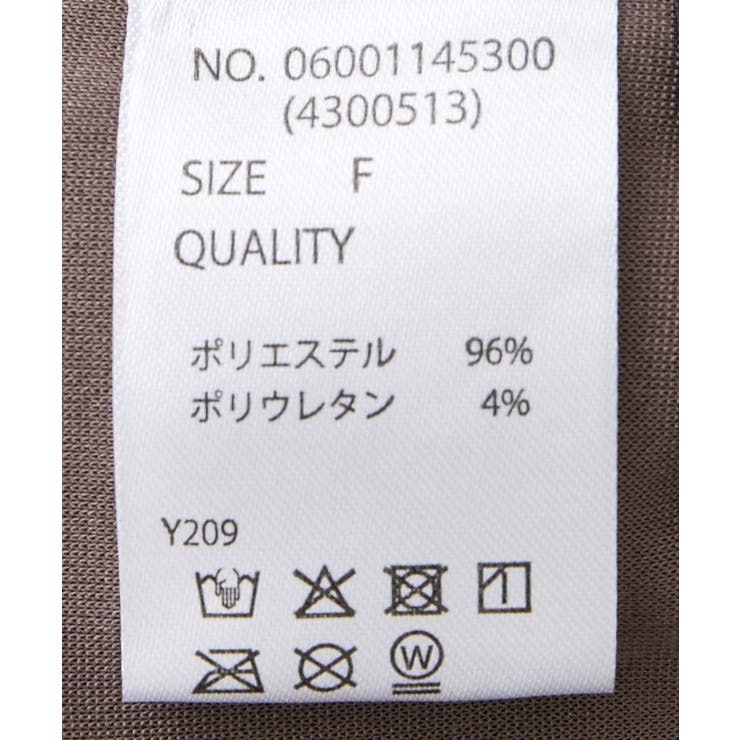 NO. 06001145300
(4300513)
SIZE F
QUALITY
ポリエステル 96%
ポリウレタン 4%
Y209
W